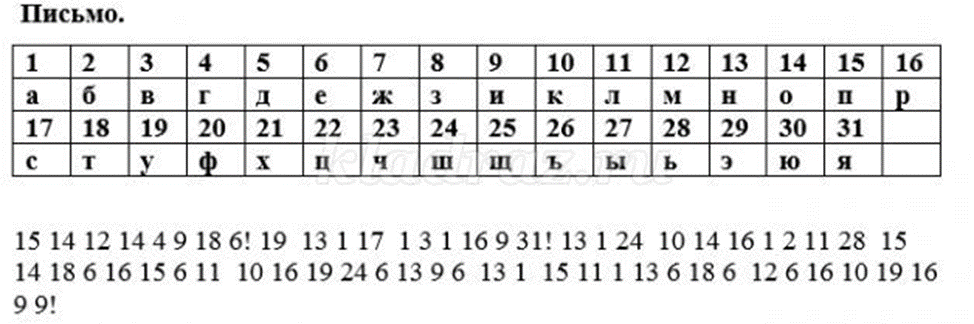 Письмо.
1 2 3 4 5 6 7 8 9 10 11 12 13 14 15 16
а б в г д е ж з и к л м н о п р
17 18 19 20 21 22 23 24 25 26 27 28 29 30 31
с т у ф х ц ч ш щ ъ ы ь э ю я
kladraz.ru
15 14 12 14 4 9 18 6! 19 13 1 17 1 3 1 16 9 31! 13 1 24 10 14 16 1 2 11 28 15
14 18 6 16 15 6 11 10 16 19 24 6 13 9 6 13 1 15 11 1 13 6 18 6 12 6 16 10 19 16
9 9!